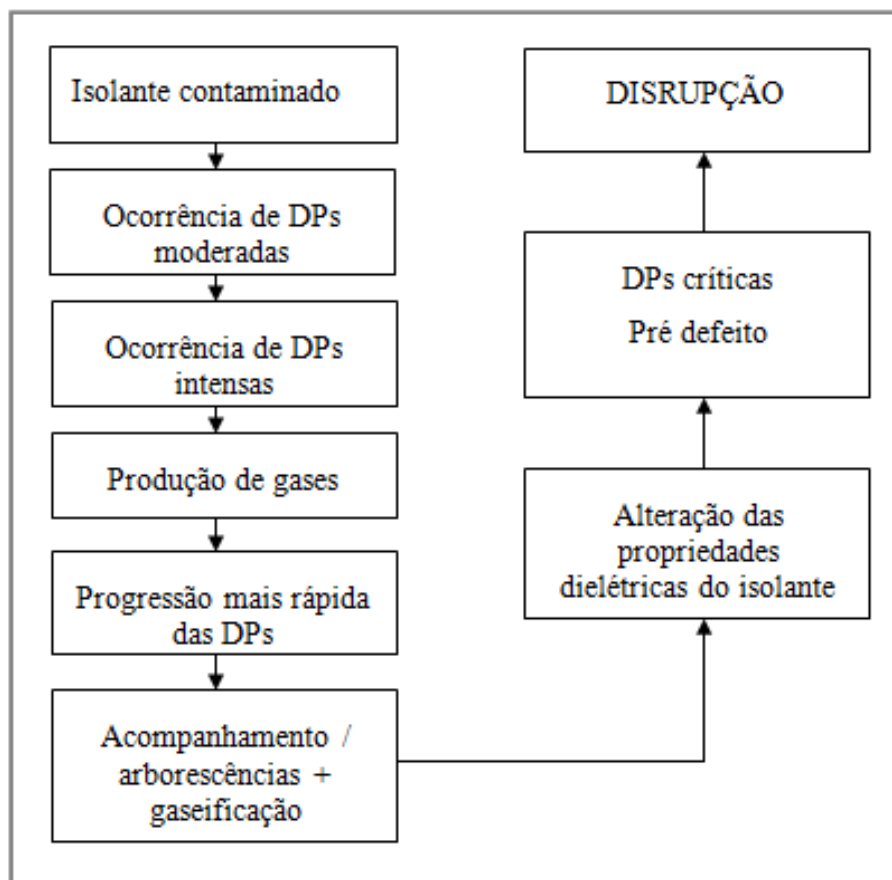 Isolante contaminado
Ocorrência de DPs
moderadas
Ocorrência de DPs
intensas
Produção de gases
Progressão mais rápida
das DPs
Acompanhamento /
arborescências +
gaseificação
Alteração das
propriedades
dielétricas do isolante
DPs críticas
Pré defeito
DISRUPÇÃO